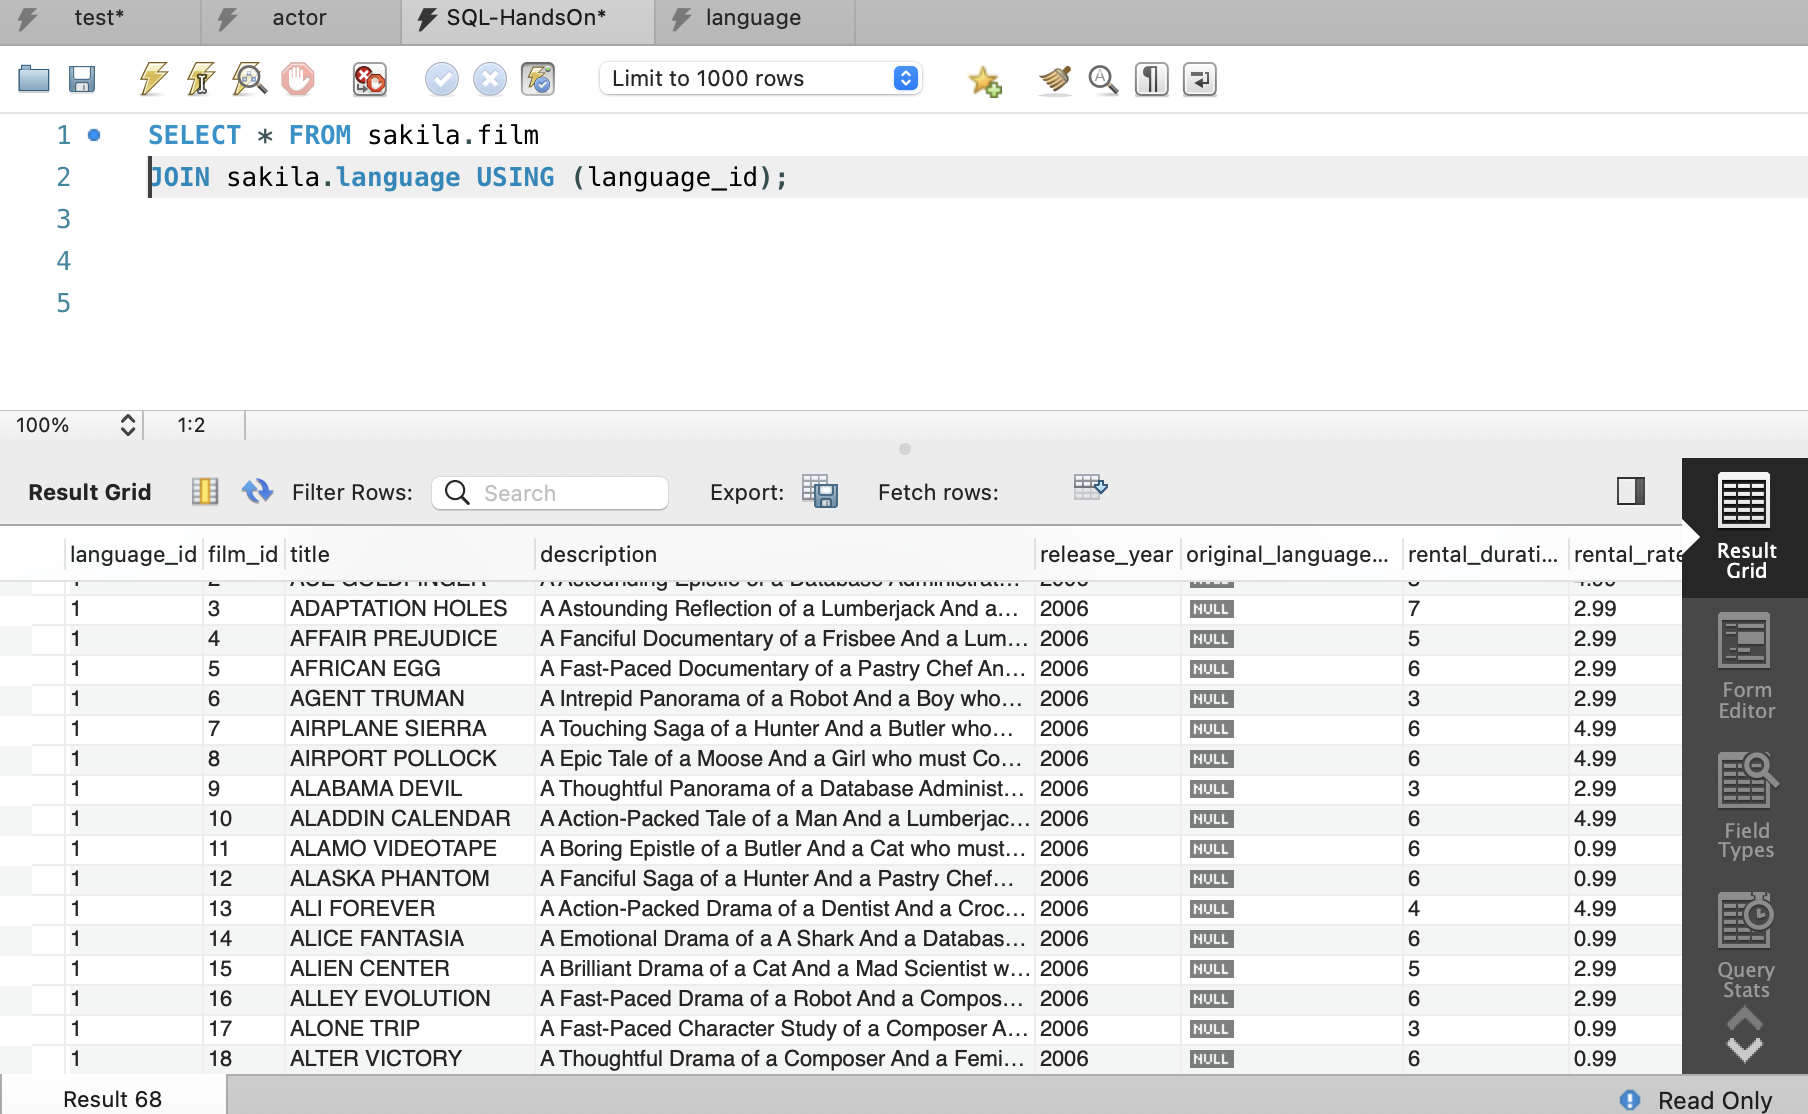 test* actor SQL-HandsOn* language
Limit to 1000 rows
1 SELECT * FROM sakila.film
2 JOIN sakila.language USING (language_id);
3
4
5
100% 1:2
Result Grid Filter Rows: Search Export: Fetch rows:
language_id film_id title description release_year original_language... rental_durati... rental_rate
1 2 ACE GOLDFINGER A Astounding Epistle of a Database Administrat... 2006 NULL 3 4.99
1 3 ADAPTATION HOLES A Astounding Reflection of a Lumberjack And a... 2006 NULL 7 2.99
1 4 AFFAIR PREJUDICE A Fanciful Documentary of a Frisbee And a Lum... 2006 NULL 5 2.99
1 5 AFRICAN EGG A Fast-Paced Documentary of a Pastry Chef An... 2006 NULL 6 2.99
1 6 AGENT TRUMAN A Intrepid Panorama of a Robot And a Boy who... 2006 NULL 3 2.99
1 7 AIRPLANE SIERRA A Touching Saga of a Hunter And a Butler who... 2006 NULL 6 4.99
1 8 AIRPORT POLLOCK A Epic Tale of a Moose And a Girl who must Co... 2006 NULL 6 4.99
1 9 ALABAMA DEVIL A Thoughtful Panorama of a Database Administ... 2006 NULL 3 2.99
1 10 ALADDIN CALENDAR A Action-Packed Tale of a Man And a Lumberjac... 2006 NULL 6 4.99
1 11 ALAMO VIDEOTAPE A Boring Epistle of a Butler And a Cat who must... 2006 NULL 6 0.99
1 12 ALASKA PHANTOM A Fanciful Saga of a Hunter And a Pastry Chef... 2006 NULL 6 0.99
1 13 ALI FOREVER A Action-Packed Drama of a Dentist And a Croc... 2006 NULL 4 4.99
1 14 ALICE FANTASIA A Emotional Drama of a A Shark And a Databas... 2006 NULL 6 0.99
1 15 ALIEN CENTER A Brilliant Drama of a Cat And a Mad Scientist w... 2006 NULL 5 2.99
1 16 ALLEY EVOLUTION A Fast-Paced Drama of a Robot And a Compos... 2006 NULL 6 2.99
1 17 ALONE TRIP A Fast-Paced Character Study of a Composer A... 2006 NULL 3 0.99
1 18 ALTER VICTORY A Thoughtful Drama of a Composer And a Femi... 2006 NULL 6 0.99
Result
Grid
Form
Editor
Field
Types
Query
Stats
Result 68 Read Only